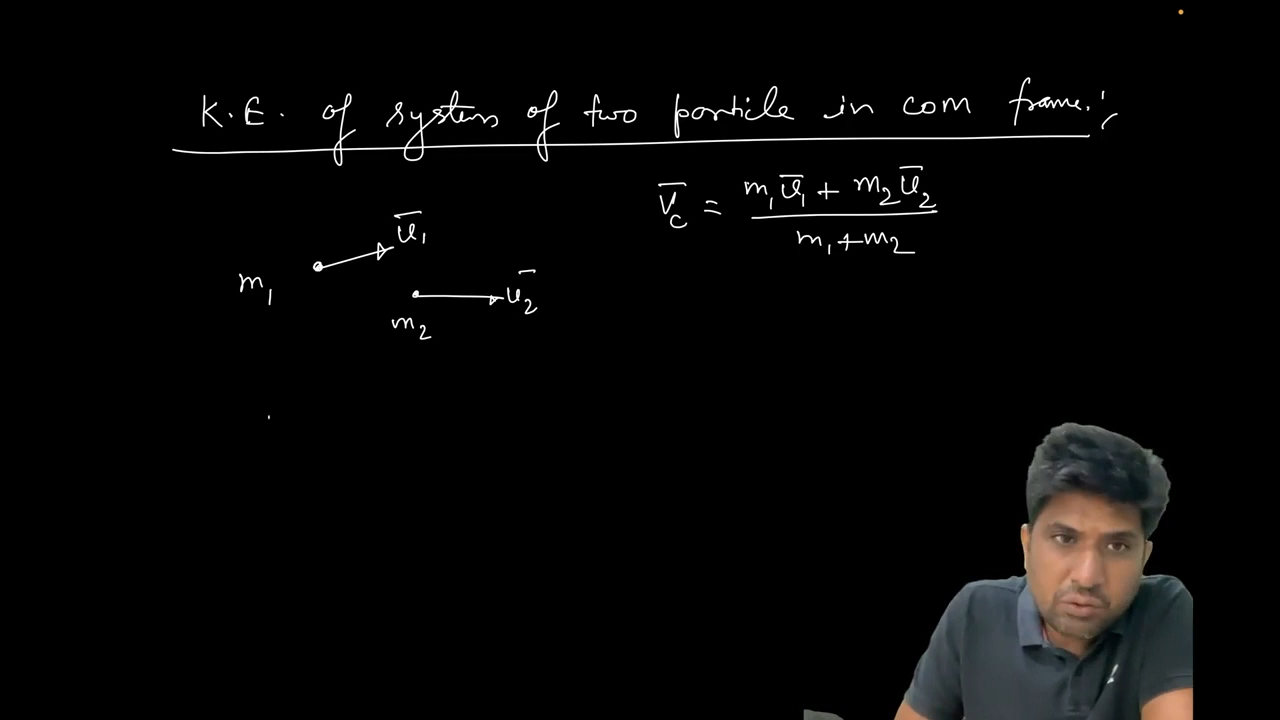 K.E. of system of two particle in com frame:
V̄c = (m₁ū₁ + m₂ū₂) / (m₁+m₂)
ū₁
m₁
ū₂
m₂